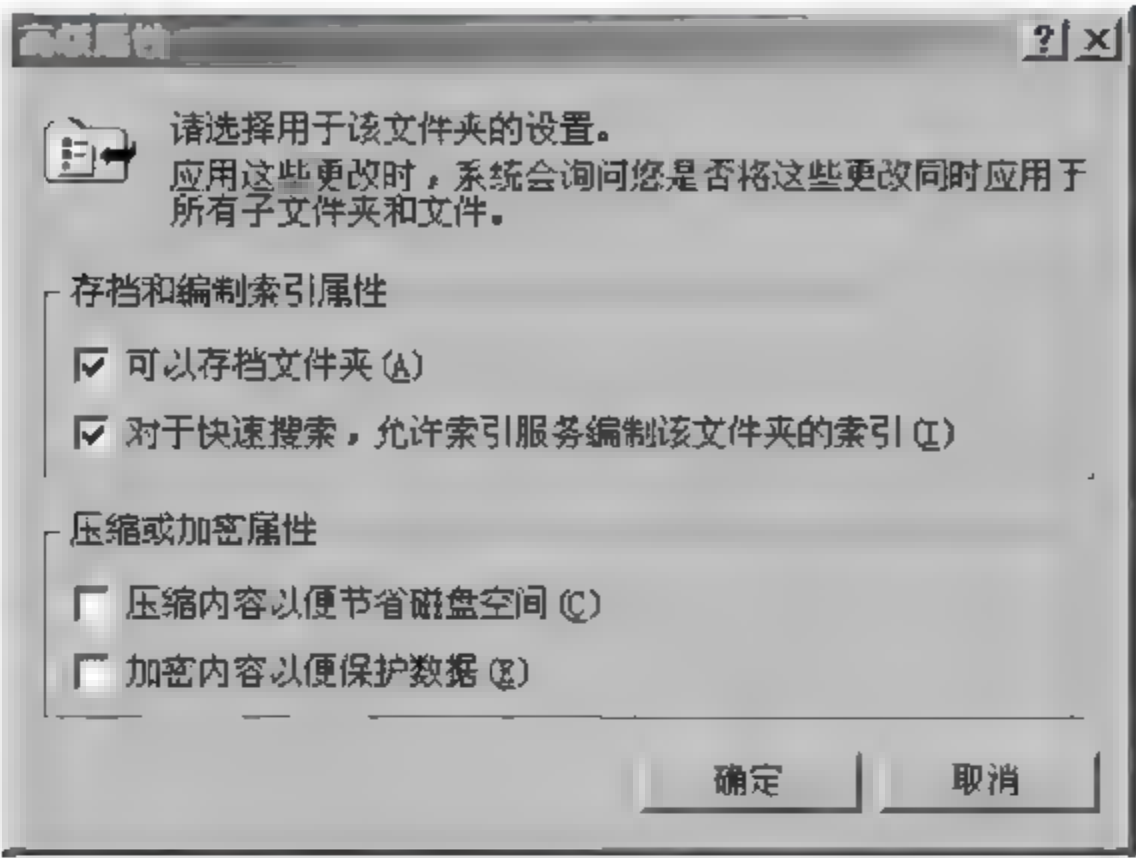 高级属性
请选择用于该文件夹的设置。
应用这些更改时，系统会询问您是否将这些更改同时应用于
所有子文件夹和文件。
存档和编制索引属性
可以存档文件夹(A)
对于快速搜索，允许索引服务编制该文件夹的索引(I)
压缩或加密属性
压缩内容以便节省磁盘空间(C)
加密内容以便保护数据(E)
确定
取消